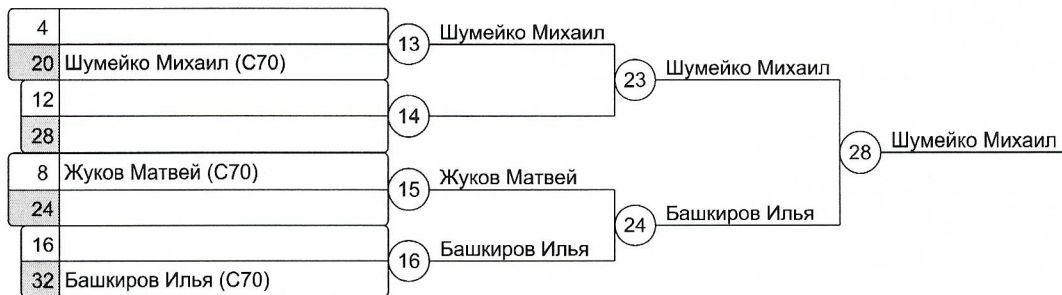 4
20 Шумейко Михаил (С70)
12
28
8 Жуков Матвей (С70)
24
16
32 Башкиров Илья (С70)
13 Шумейко Михаил
14
15 Жуков Матвей
16 Башкиров Илья
23 Шумейко Михаил
24 Башкиров Илья
28 Шумейко Михаил